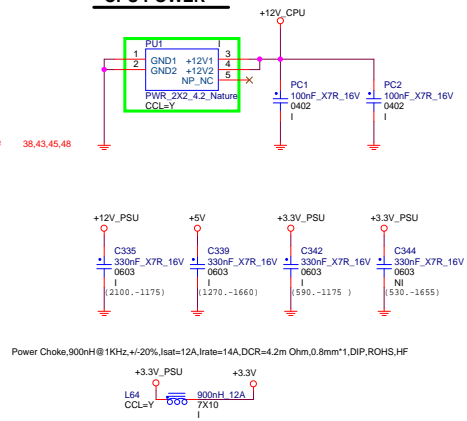 +12V_CPU
PU1 I
1 GND1 +12V1 3
2 GND2 +12V2 4
NP_NC 5
PWR_2X2_4.2_Nature
CCL=Y
PC1
100nF_X7R_16V
0402
I
PC2
100nF_X7R_16V
0402
I
38,43,45,48
+12V_PSU
C335
330nF_X7R_16V
0603
I
(2100.-1175)
+5V
C339
330nF_X7R_16V
0603
I
(1270.-1660)
+3.3V_PSU
C342
330nF_X7R_16V
0603
I
(590.-1175 )
+3.3V_PSU
C344
330nF_X7R_16V
0603
NI
(530.-1655)
Power Choke,900nH@1KHz,+/-20%,Isat=12A,Irate=14A,DCR=4.2m Ohm,0.8mm*1,DIP,ROHS,HF
+3.3V_PSU +3.3V
L64 900nH_12A
CCL=Y 7X10
I